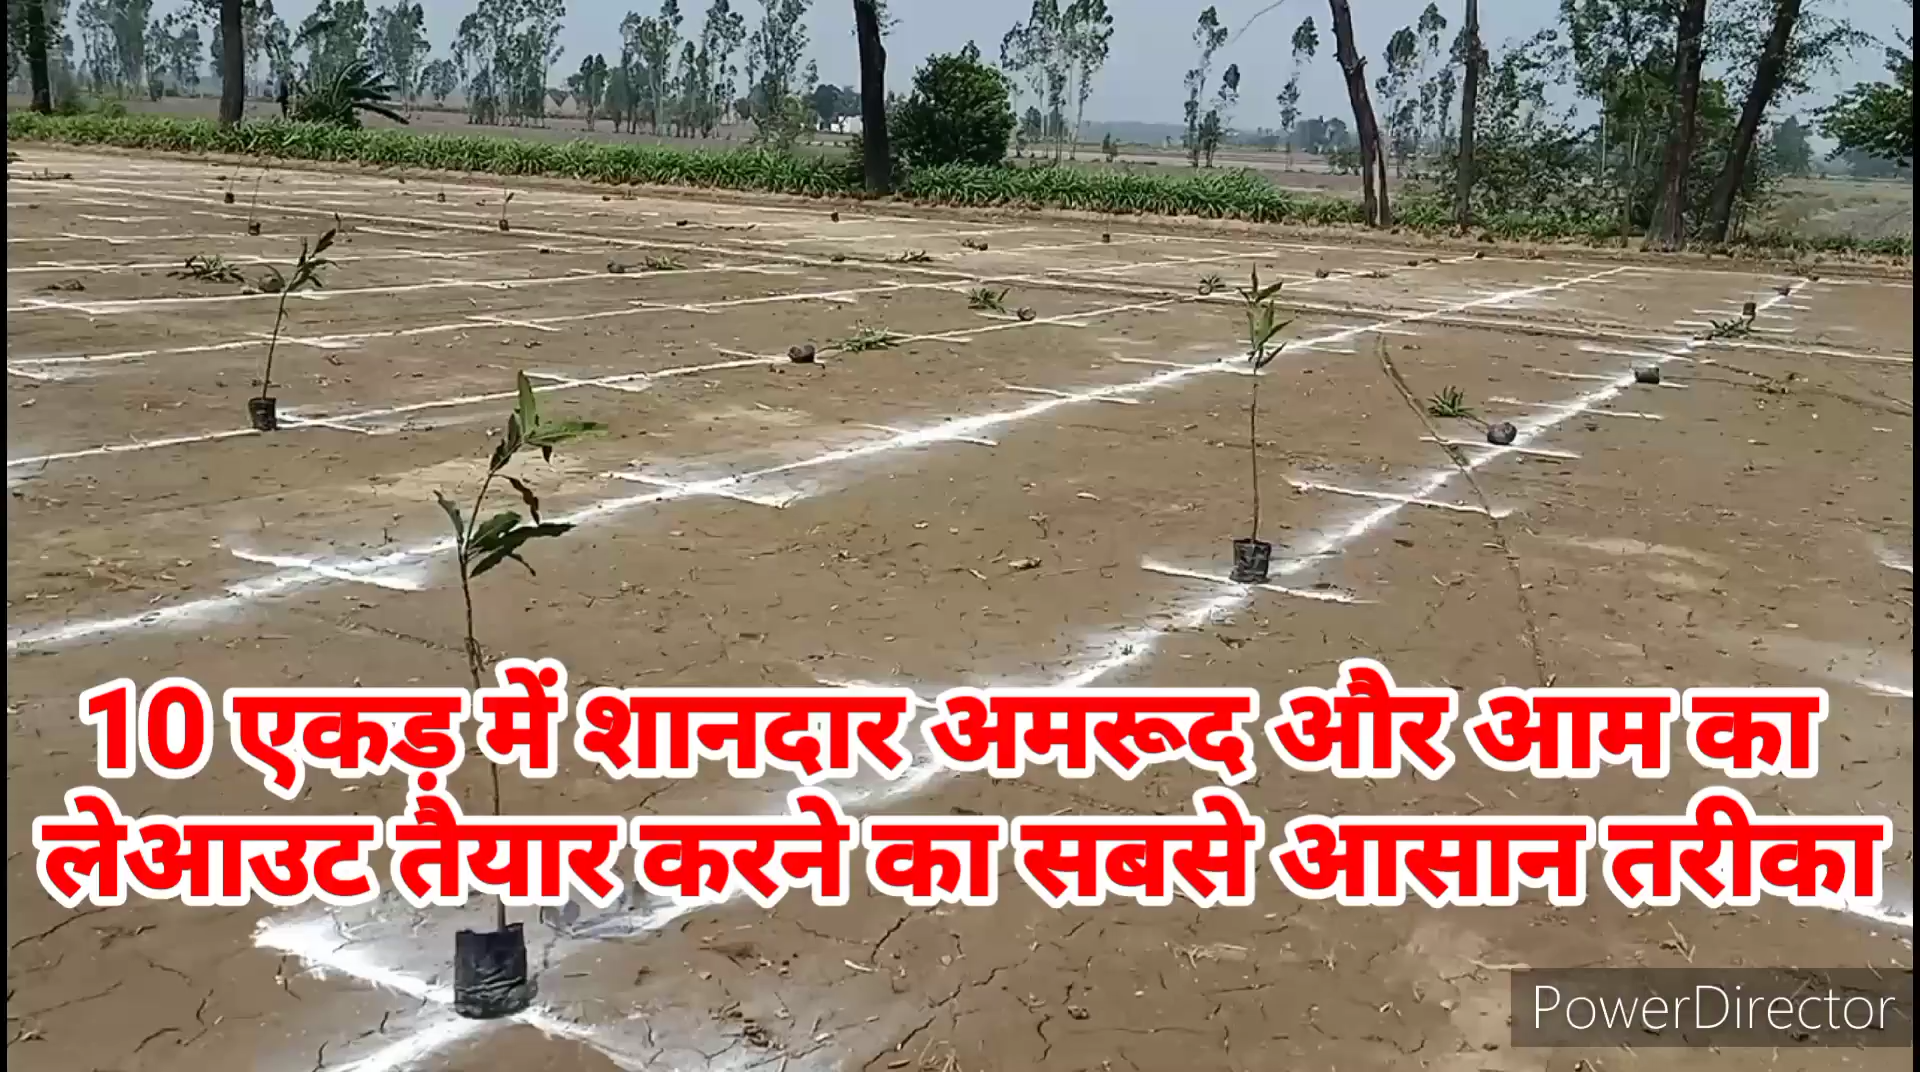 10 एकड़ में शानदार अमरूद और आम का
लेआउट तैयार करने का सबसे आसान तरीका
PowerDirector